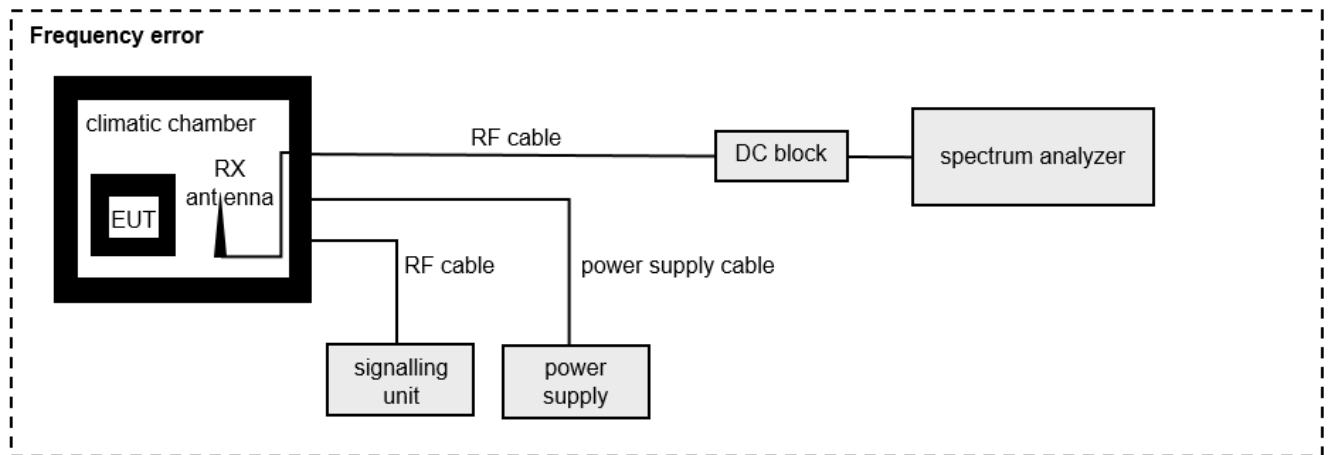 Frequency error
climatic chamber
RX
antenna
EUT
RF cable
DC block
spectrum analyzer
RF cable
power supply cable
signalling
unit
power
supply